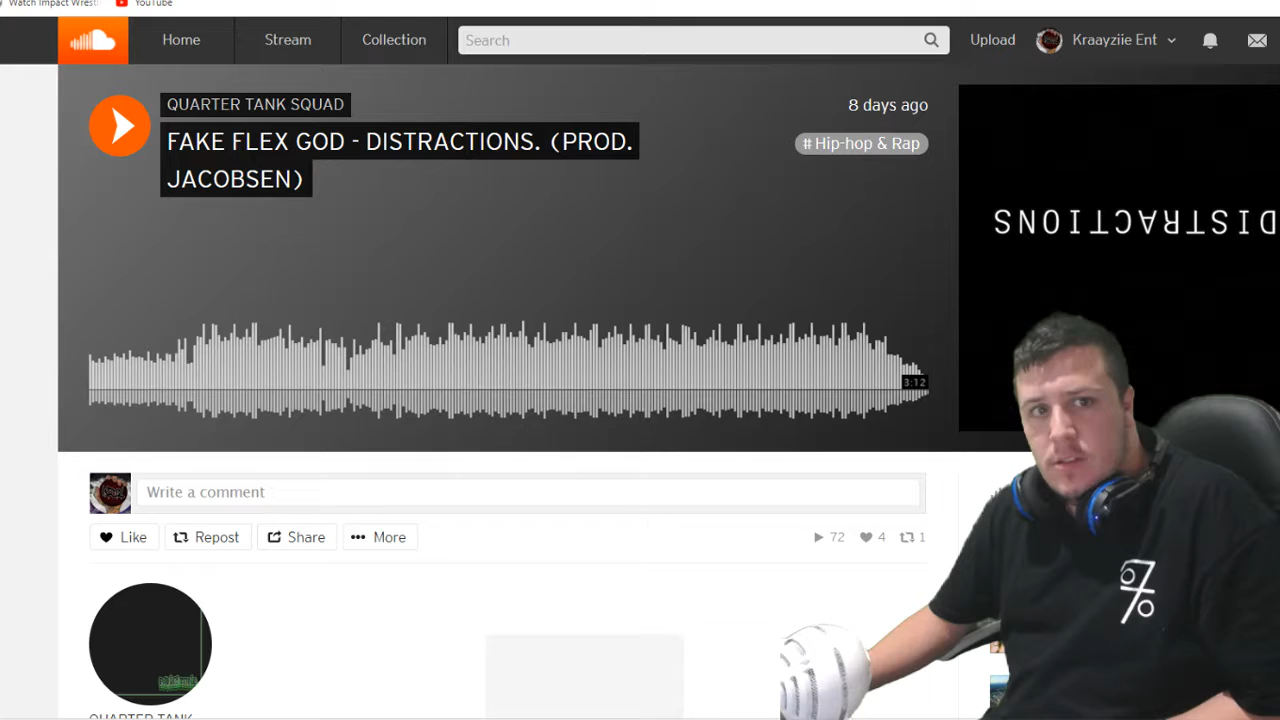 Watch Impact Wrestli
YouTube
Home
Stream
Collection
Search
Upload
Kraayziie Ent
QUARTER TANK SQUAD
8 days ago
FAKE FLEX GOD - DISTRACTIONS. (PROD.
JACOBSEN)
# Hip-hop & Rap
DISTRACTIONS
3:12
Write a comment
Like
Repost
Share
More
72
4
1
QUARTER TANK